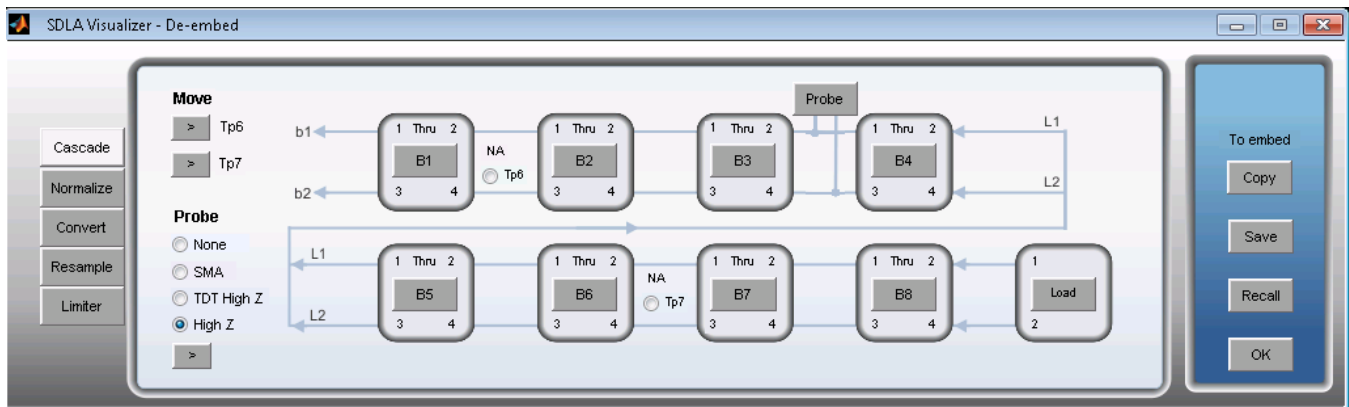 SDLA Visualizer - De-embed
Cascade
Normalize
Convert
Resample
Limiter
Move
> Tp6
> Tp7
Probe
None
SMA
TDT High Z
High Z
>
Probe
b1
b2
1 Thru 2
B1
3 4
NA
Tp6
1 Thru 2
B2
3 4
1 Thru 2
B3
3 4
1 Thru 2
B4
3 4
L1
L2
L1
L2
1 Thru 2
B5
3 4
1 Thru 2
B6
3 4
NA
Tp7
1 Thru 2
B7
3 4
1 Thru 2
B8
3 4
1
Load
2
To embed
Copy
Save
Recall
OK